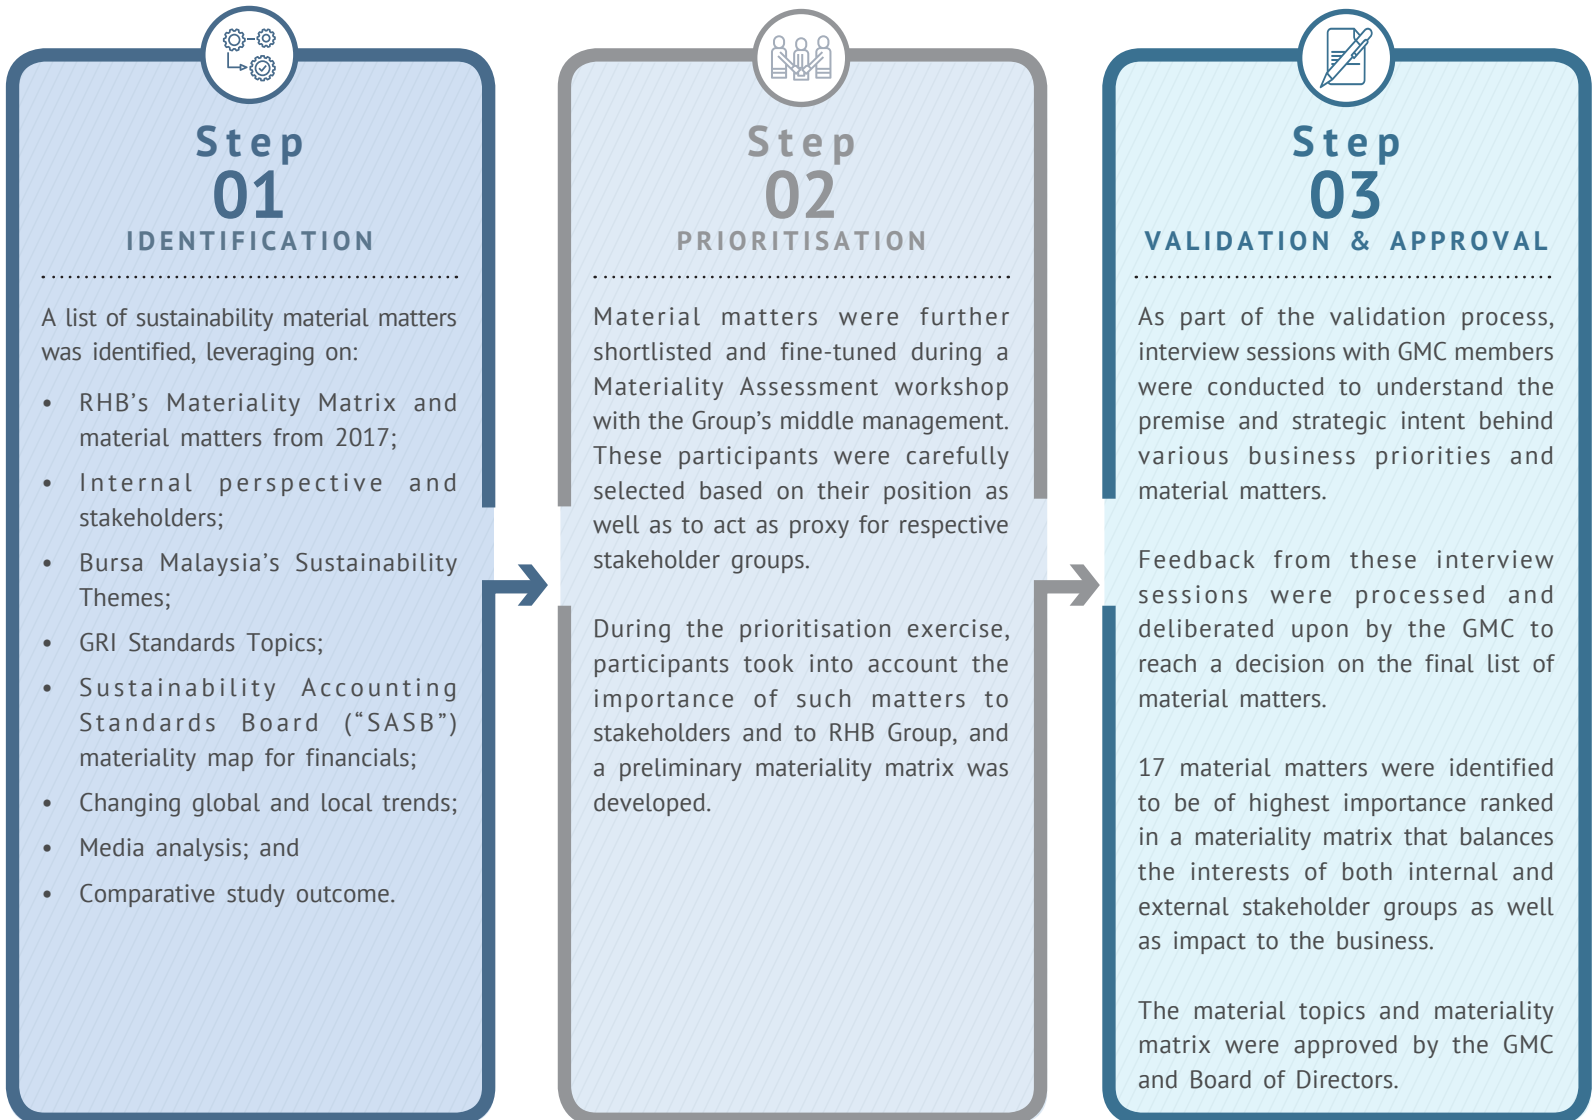 Step
01
IDENTIFICATION
A list of sustainability material matters
was identified, leveraging on:
• RHB's Materiality Matrix and
material matters from 2017;
• Internal perspective and
stakeholders;
• Bursa Malaysia's Sustainability
Themes;
• GRI Standards Topics;
• Sustainability Accounting
Standards Board (“SASB”)
materiality map for financials;
• Changing global and local trends;
• Media analysis; and
• Comparative study outcome.
Step
02
PRIORITISATION
Material matters were further
shortlisted and fine-tuned during a
Materiality Assessment workshop
with the Group's middle management.
These participants were carefully
selected based on their position as
well as to act as proxy for respective
stakeholder groups.
During the prioritisation exercise,
participants took into account the
importance of such matters to
stakeholders and to RHB Group, and
a preliminary materiality matrix was
developed.
Step
03
VALIDATION & APPROVAL
As part of the validation process,
interview sessions with GMC members
were conducted to understand the
premise and strategic intent behind
various business priorities and
material matters.
Feedback from these interview
sessions were processed and
deliberated upon by the GMC to
reach a decision on the final list of
material matters.
17 material matters were identified
to be of highest importance ranked
in a materiality matrix that balances
the interests of both internal and
external stakeholder groups as well
as impact to the business.
The material topics and materiality
matrix were approved by the GMC
and Board of Directors.